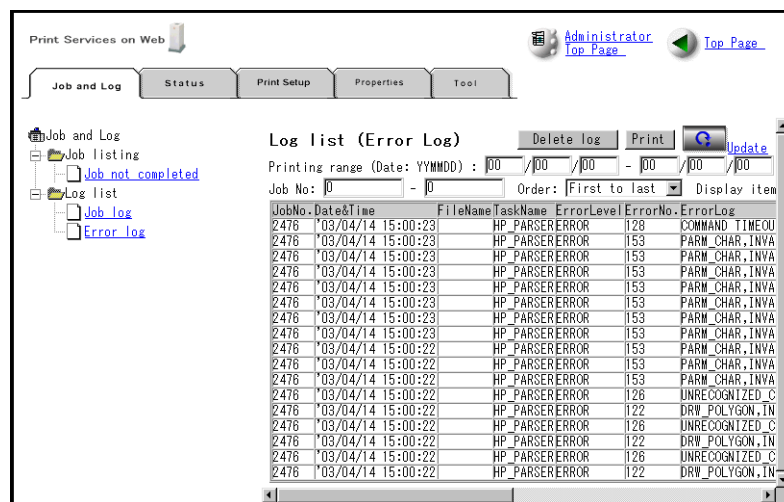 Print Services on Web
Administrator
Top Page
Top Page
Job and Log
Status
Print Setup
Properties
Tool
Job and Log
Job listing
Job not completed
Log list
Job log
Error log
Log list (Error Log)
Delete log
Print
Update
Printing range (Date: YYMMDD) : 00 /00 /00 - 00 /00 /00
Job No: 0 - 0 Order: First to last Display item
JobNo. Date&Time FileName TaskName ErrorLevel ErrorNo. ErrorLog
2476 '03/04/14 15:00:23 HP_PARSER ERROR 128 COMMAND TIMEOU
2476 '03/04/14 15:00:23 HP_PARSER ERROR 153 PARM_CHAR,INVA
2476 '03/04/14 15:00:23 HP_PARSER ERROR 153 PARM_CHAR,INVA
2476 '03/04/14 15:00:23 HP_PARSER ERROR 153 PARM_CHAR,INVA
2476 '03/04/14 15:00:23 HP_PARSER ERROR 153 PARM_CHAR,INVA
2476 '03/04/14 15:00:23 HP_PARSER ERROR 153 PARM_CHAR,INVA
2476 '03/04/14 15:00:23 HP_PARSER ERROR 153 PARM_CHAR,INVA
2476 '03/04/14 15:00:23 HP_PARSER ERROR 153 PARM_CHAR,INVA
2476 '03/04/14 15:00:22 HP_PARSER ERROR 153 PARM_CHAR,INVA
2476 '03/04/14 15:00:22 HP_PARSER ERROR 153 PARM_CHAR,INVA
2476 '03/04/14 15:00:22 HP_PARSER ERROR 153 PARM_CHAR,INVA
2476 '03/04/14 15:00:22 HP_PARSER ERROR 126 UNRECOGNIZED_C
2476 '03/04/14 15:00:22 HP_PARSER ERROR 122 DRW_POLYGON,IN
2476 '03/04/14 15:00:22 HP_PARSER ERROR 126 UNRECOGNIZED_C
2476 '03/04/14 15:00:22 HP_PARSER ERROR 122 DRW_POLYGON,IN
2476 '03/04/14 15:00:22 HP_PARSER ERROR 126 UNRECOGNIZED_C
2476 '03/04/14 15:00:22 HP_PARSER ERROR 122 DRW_POLYGON,IN